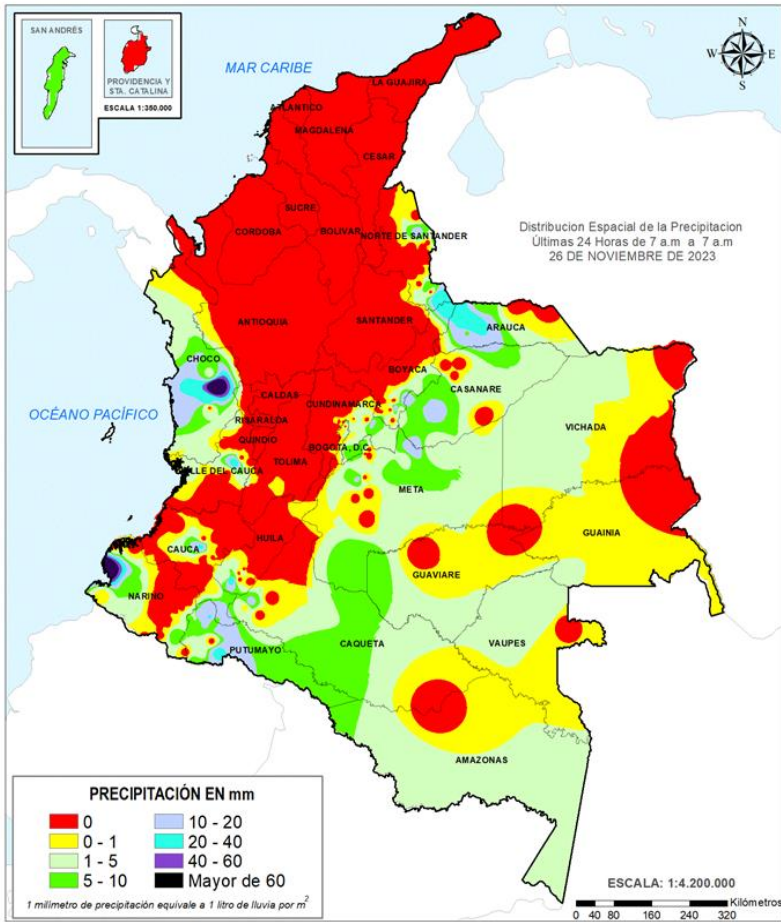 SAN ANDRÉS
PROVIDENCIA Y
STA. CATALINA
ESCALA 1:350.000
N
W
E
S
MAR CARIBE
LA GUAJIRA
ATLANTICO
MAGDALENA
CESAR
SUCRE
CORDOBA
BOLIVAR
NORTE DE SANTANDER
Distribucion Espacial de la Precipitacion
Últimas 24 Horas de 7 a.m a 7 a.m
26 DE NOVIEMBRE DE 2023
ANTIOQUIA
SANTANDER
ARAUCA
CHOCO
BOYACA
CASANARE
CALDAS
CUNDINAMARCA
OCÉANO PACÍFICO
RISARALDA
VICHADA
QUINDIO
BOGOTA, D.C.
VALLE DEL CAUCA
TOLIMA
META
GUAINIA
CAUCA
HUILA
GUAVIARE
NARIÑO
CAQUETA
VAUPES
PUTUMAYO
AMAZONAS
PRECIPITACIÓN EN mm
0
10 - 20
0 - 1
20 - 40
1 - 5
40 - 60
5 - 10
Mayor de 60
1 milimetro de precipitación equivale a 1 litro de lluvia por m2
ESCALA: 1:4.200.000
Kilómetros
0 40 80 160 240 320